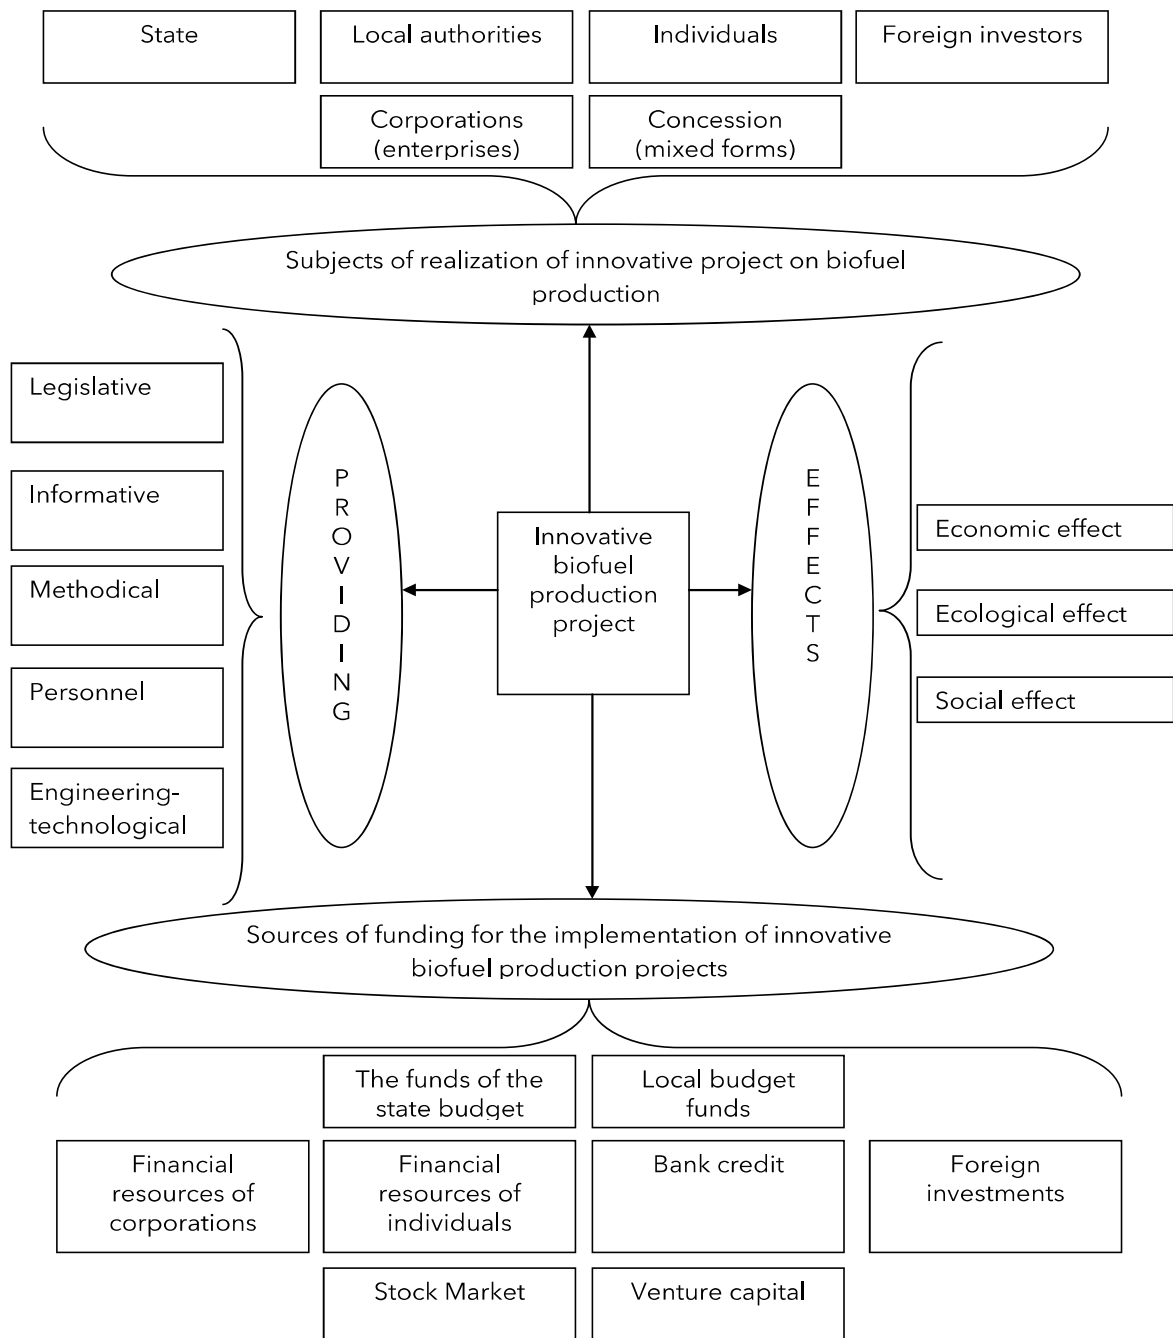 State
Local authorities
Individuals
Foreign investors
Corporations
(enterprises)
Concession
(mixed forms)
Subjects of realization of innovative project on biofuel
production
Legislative
Informative
Methodical
Personnel
Engineering-
technological
PROVIDING
Innovative
biofuel
production
project
EFFECTS
Economic effect
Ecological effect
Social effect
Sources of funding for the implementation of innovative
biofuel production projects
The funds of the
state budget
Local budget
funds
Financial
resources of
corporations
Financial
resources of
individuals
Bank credit
Foreign
investments
Stock Market
Venture capital